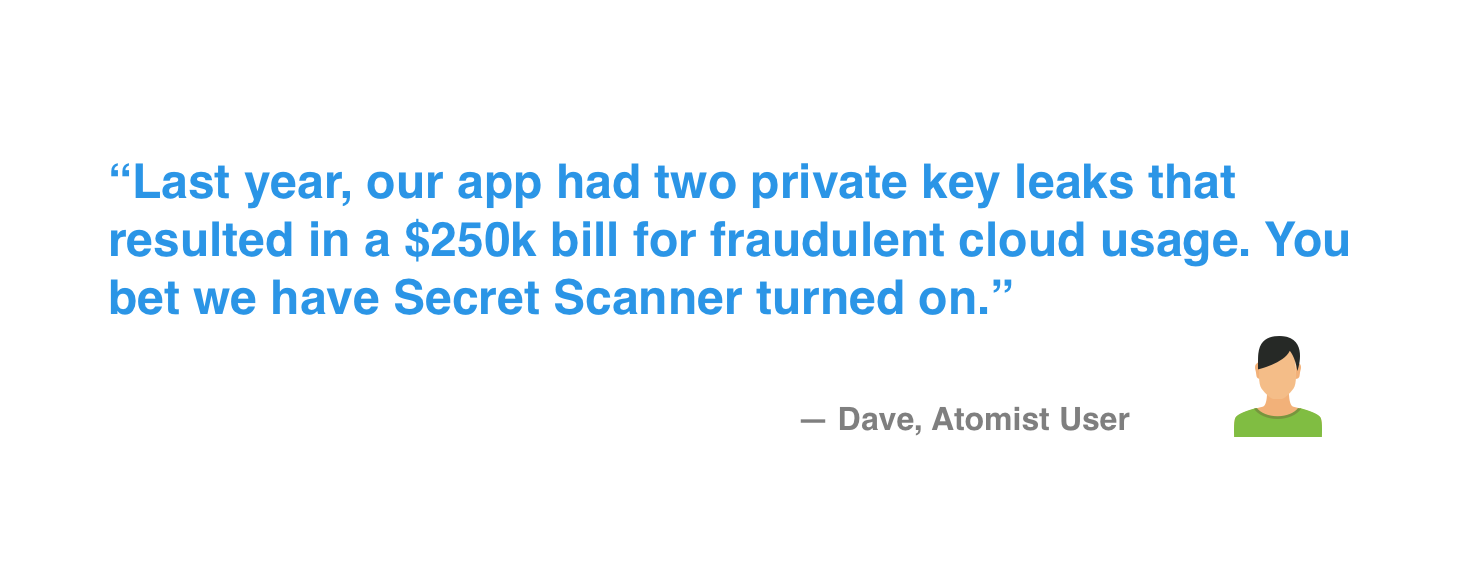 “Last year, our app had two private key leaks that
resulted in a $250k bill for fraudulent cloud usage. You
bet we have Secret Scanner turned on.”
— Dave, Atomist User